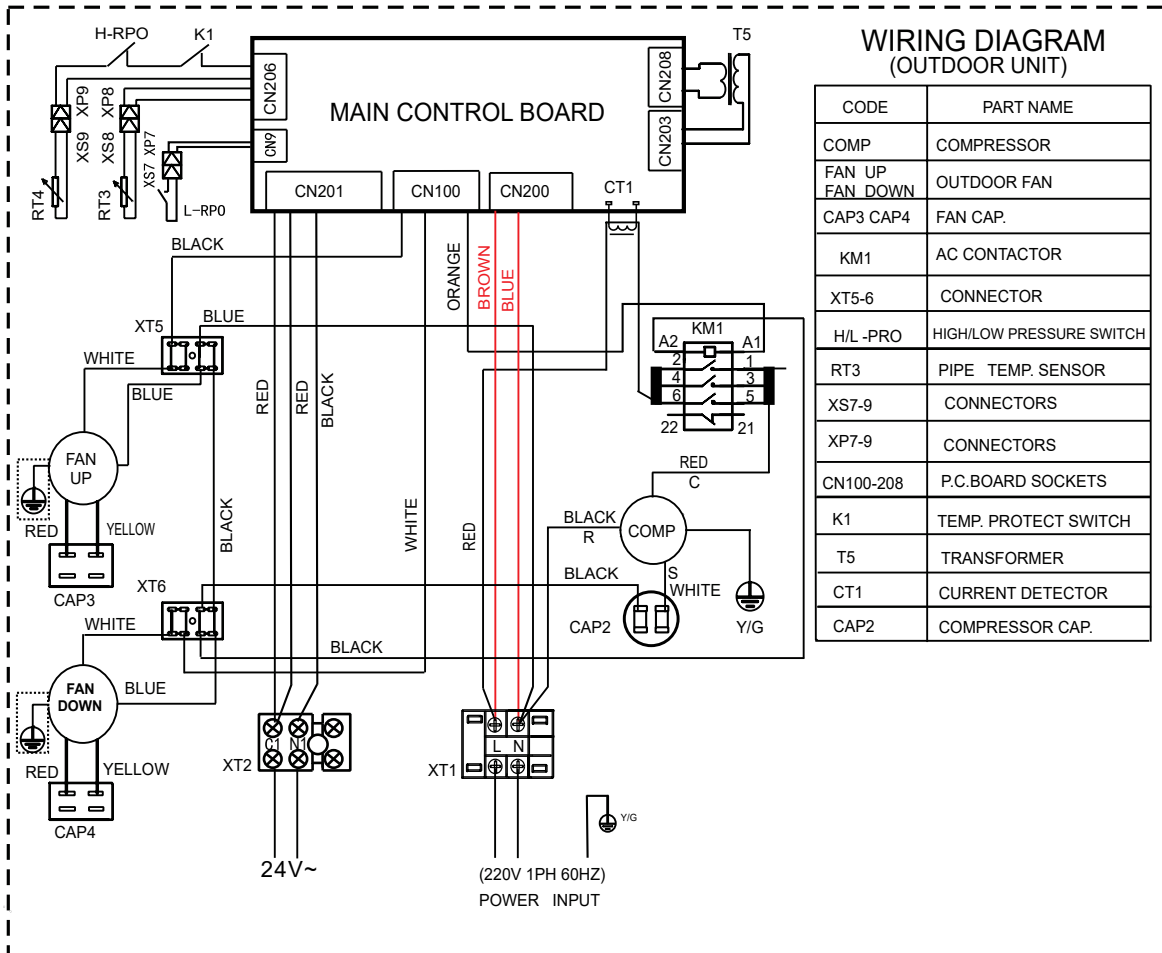 WIRING DIAGRAM
(OUTDOOR UNIT)
CODE PART NAME
COMP COMPRESSOR
FAN UP
FAN DOWN OUTDOOR FAN
CAP3 CAP4 FAN CAP.
KM1 AC CONTACTOR
XT5-6 CONNECTOR
H/L -PRO HIGH/LOW PRESSURE SWITCH
RT3 PIPE TEMP. SENSOR
XS7-9 CONNECTORS
XP7-9 CONNECTORS
CN100-208 P.C.BOARD SOCKETS
K1 TEMP. PROTECT SWITCH
T5 TRANSFORMER
CT1 CURRENT DETECTOR
CAP2 COMPRESSOR CAP.
H-RPO K1
T5
CN206
CN9
MAIN CONTROL BOARD
CN208
CN203
XP9 XP8
XS9 XS8 XS7 XP7
RT4 RT3
L-RP0
CN201 CN100 CN200 CT1
BLACK
ORANGE
BROWN
BLUE
XT5
BLUE
WHITE
BLUE
RED
RED
BLACK
KM1
A2 A1
2 1
4 3
6 5
22 21
FAN
UP
RED YELLOW
CAP3
BLACK
WHITE
RED
RED
C
BLACK
R
COMP
BLACK
S
WHITE
CAP2
Y/G
XT6
WHITE
BLACK
FAN
DOWN
BLUE
RED YELLOW
CAP4
XT2
C1 N1
24V~
XT1
L N
Y/G
(220V 1PH 60HZ)
POWER INPUT